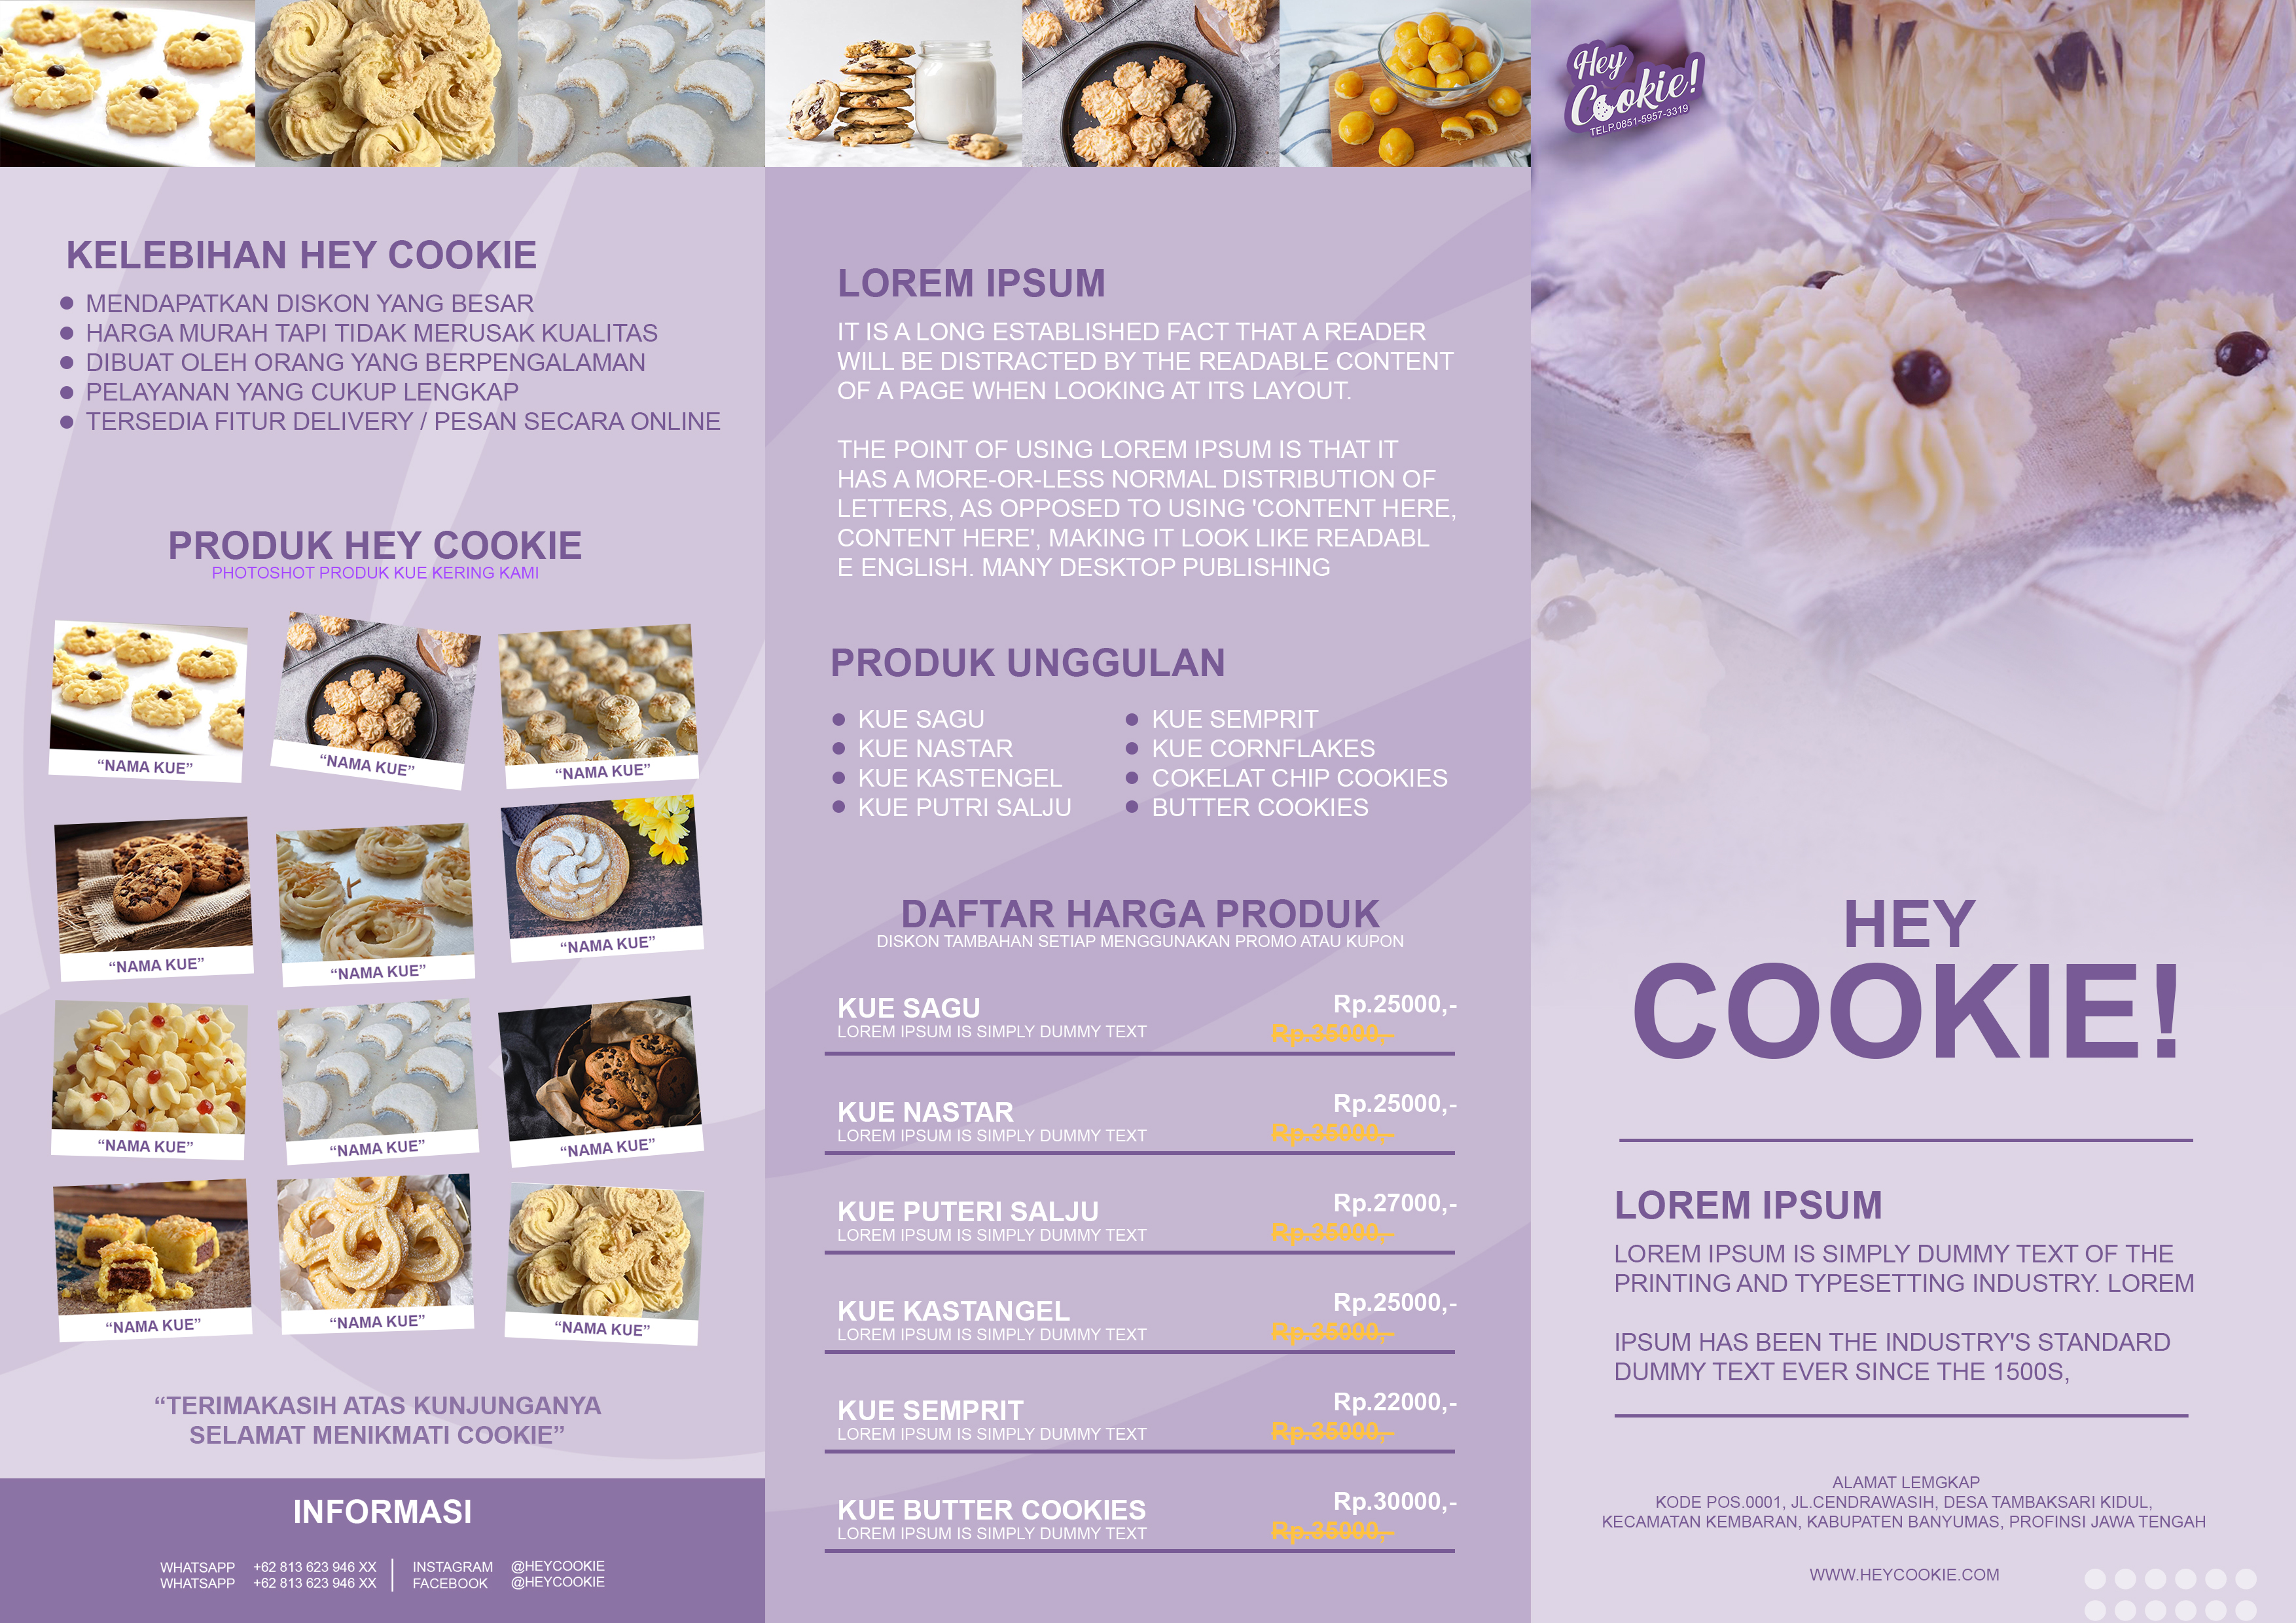 KELEBIHAN HEY COOKIE
MENDAPATKAN DISKON YANG BESAR
HARGA MURAH TAPI TIDAK MERUSAK KUALITAS
DIBUAT OLEH ORANG YANG BERPENGALAMAN
PELAYANAN YANG CUKUP LENGKAP
TERSEDIA FITUR DELIVERY / PESAN SECARA ONLINE
PRODUK HEY COOKIE
PHOTOSHOT PRODUK KUE KERING KAMI
“NAMA KUE”
“NAMA KUE”
“NAMA KUE”
“NAMA KUE”
“NAMA KUE”
“NAMA KUE”
“NAMA KUE”
“NAMA KUE”
“NAMA KUE”
“NAMA KUE”
“NAMA KUE”
“NAMA KUE”
“TERIMAKASIH ATAS KUNJUNGANYA
SELAMAT MENIKMATI COOKIE”
INFORMASI
WHATSAPP +62 813 623 946 XX
WHATSAPP +62 813 623 946 XX
INSTAGRAM @HEYCOOKIE
FACEBOOK @HEYCOOKIE
LOREM IPSUM
IT IS A LONG ESTABLISHED FACT THAT A READER
WILL BE DISTRACTED BY THE READABLE CONTENT
OF A PAGE WHEN LOOKING AT ITS LAYOUT.
THE POINT OF USING LOREM IPSUM IS THAT IT
HAS A MORE-OR-LESS NORMAL DISTRIBUTION OF
LETTERS, AS OPPOSED TO USING 'CONTENT HERE,
CONTENT HERE', MAKING IT LOOK LIKE READABL
E ENGLISH. MANY DESKTOP PUBLISHING
PRODUK UNGGULAN
KUE SAGU
KUE NASTAR
KUE KASTENGEL
KUE PUTRI SALJU
KUE SEMPRIT
KUE CORNFLAKES
COKELAT CHIP COOKIES
BUTTER COOKIES
DAFTAR HARGA PRODUK
DISKON TAMBAHAN SETIAP MENGGUNAKAN PROMO ATAU KUPON
KUE SAGU Rp.25000,-
LOREM IPSUM IS SIMPLY DUMMY TEXT Rp.35000,-
KUE NASTAR Rp.25000,-
LOREM IPSUM IS SIMPLY DUMMY TEXT Rp.35000,-
KUE PUTERI SALJU Rp.27000,-
LOREM IPSUM IS SIMPLY DUMMY TEXT Rp.35000,-
KUE KASTANGEL Rp.25000,-
LOREM IPSUM IS SIMPLY DUMMY TEXT Rp.35000,-
KUE SEMPRIT Rp.22000,-
LOREM IPSUM IS SIMPLY DUMMY TEXT Rp.35000,-
KUE BUTTER COOKIES Rp.30000,-
LOREM IPSUM IS SIMPLY DUMMY TEXT Rp.35000,-
Hey
Cookie!
TELP.0851-5957-3319
HEY
COOKIE!
LOREM IPSUM
LOREM IPSUM IS SIMPLY DUMMY TEXT OF THE
PRINTING AND TYPESETTING INDUSTRY. LOREM
IPSUM HAS BEEN THE INDUSTRY'S STANDARD
DUMMY TEXT EVER SINCE THE 1500S,
ALAMAT LEMGKAP
KODE POS.0001, JL.CENDRAWASIH, DESA TAMBAKSARI KIDUL,
KECAMATAN KEMBARAN, KABUPATEN BANYUMAS, PROFINSI JAWA TENGAH
WWW.HEYCOOKIE.COM